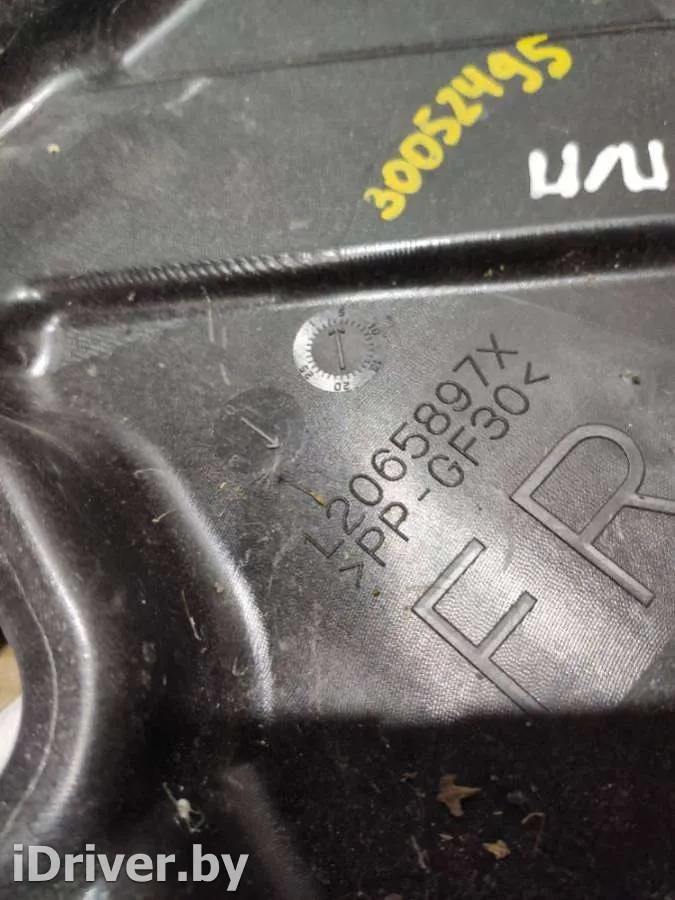 30052495
П/П
L2065897X
>PP-GF30<
FR
iDriver.by